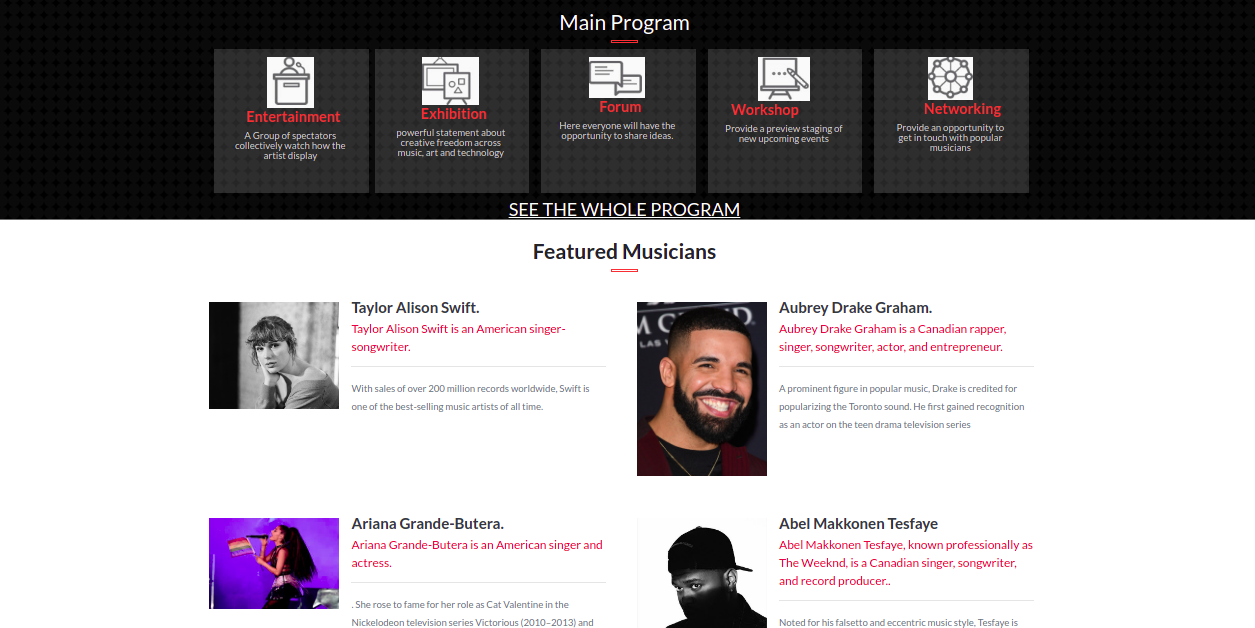 Main Program
Entertainment
A Group of spectators
collectively watch how the
artist display
Exhibition
powerful statement about
creative freedom across
music, art and technology
Forum
Here everyone will have the
opportunity to share ideas.
Workshop
Provide a preview staging of
new upcoming events
Networking
Provide an opportunity to
get in touch with popular
musicians
SEE THE WHOLE PROGRAM
Featured Musicians
Taylor Alison Swift.
Taylor Alison Swift is an American singer-
songwriter.
With sales of over 200 million records worldwide, Swift is
one of the best-selling music artists of all time.
Aubrey Drake Graham.
Aubrey Drake Graham is a Canadian rapper,
singer, songwriter, actor, and entrepreneur.
A prominent figure in popular music, Drake is credited for
popularizing the Toronto sound. He first gained recognition
as an actor on the teen drama television series
Ariana Grande-Butera.
Ariana Grande-Butera is an American singer and
actress.
. She rose to fame for her role as Cat Valentine in the
Nickelodeon television series Victorious (2010–2013) and
Abel Makkonen Tesfaye
Abel Makkonen Tesfaye, known professionally as
The Weeknd, is a Canadian singer, songwriter,
and record producer..
Noted for his falsetto and eccentric music style, Tesfaye is